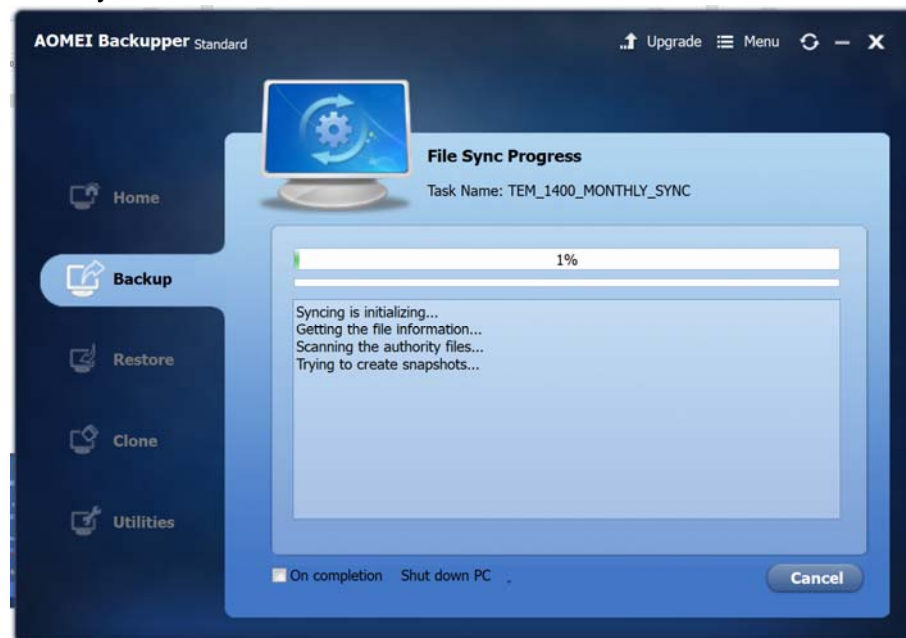 AOMEI Backupper Standard
Upgrade Menu
File Sync Progress
Task Name: TEM_1400_MONTHLY_SYNC
Home
1%
Backup
Syncing is initializing...
Getting the file information...
Scanning the authority files...
Trying to create snapshots...
Restore
Clone
Utilities
On completion Shut down PC
Cancel